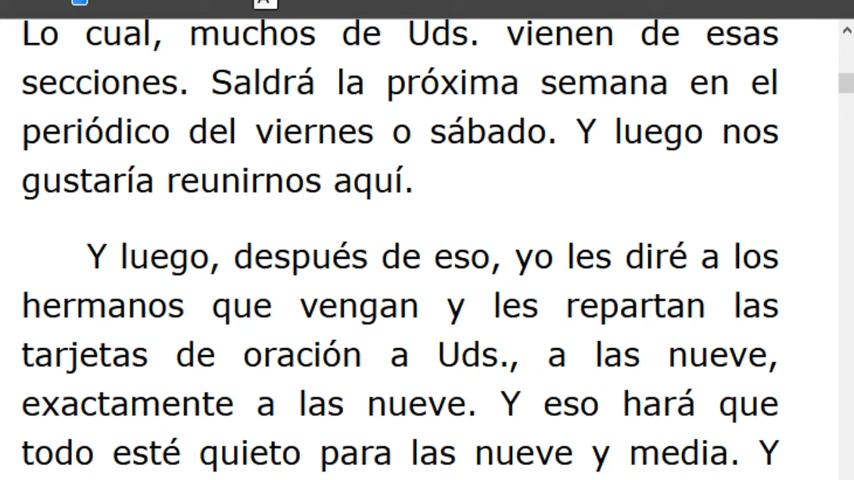 Lo cual, muchos de Uds. vienen de esas
secciones. Saldrá la próxima semana en el
periódico del viernes o sábado. Y luego nos
gustaría reunirnos aquí.
Y luego, después de eso, yo les diré a los
hermanos que vengan y les repartan las
tarjetas de oración a Uds., a las nueve,
exactamente a las nueve. Y eso hará que
todo esté quieto para las nueve y media. Y